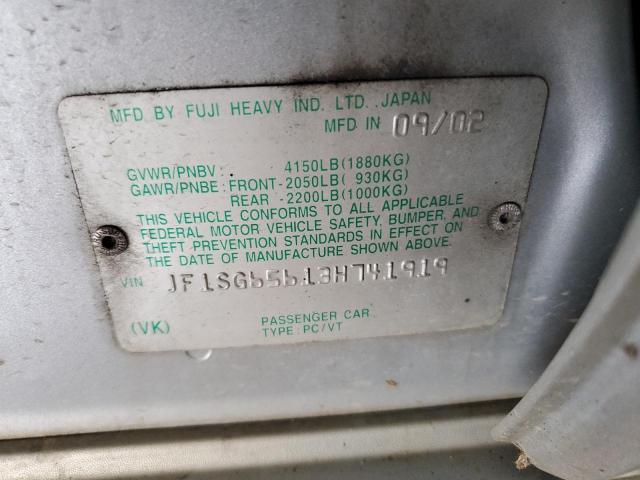 MFD BY FUJI HEAVY IND. LTD. JAPAN
MFD IN 09/02
GVWR/PNBV : 4150LB(1880KG)
GAWR/PNBE: FRONT-2050LB( 930KG)
REAR -2200LB(1000KG)
THIS VEHICLE CONFORMS TO ALL APPLICABLE
FEDERAL MOTOR VEHICLE SAFETY, BUMPER, AND
THEFT PREVENTION STANDARDS IN EFFECT ON
THE DATE OF MANUFACTURE SHOWN ABOVE.
VIN JF1SG65613H741919
(VK) PASSENGER CAR
TYPE: PC/VT